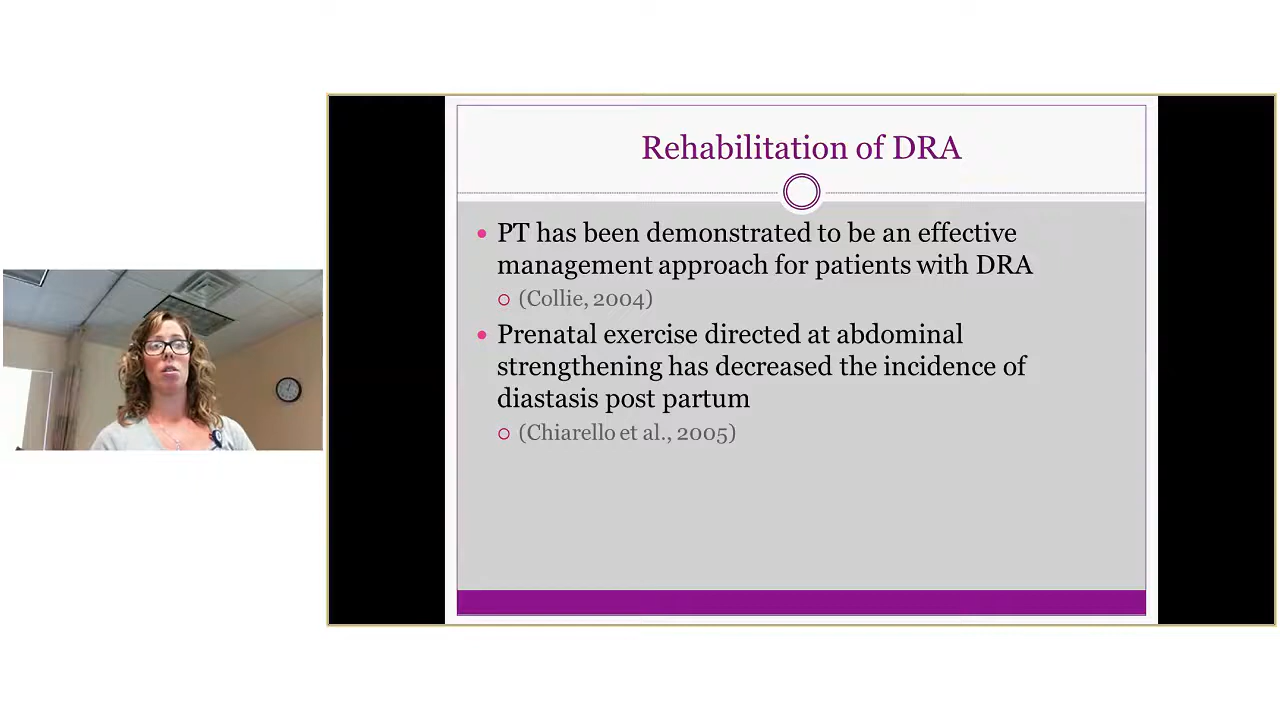 Rehabilitation of DRA
PT has been demonstrated to be an effective
management approach for patients with DRA
(Collie, 2004)
Prenatal exercise directed at abdominal
strengthening has decreased the incidence of
diastasis post partum
(Chiarello et al., 2005)